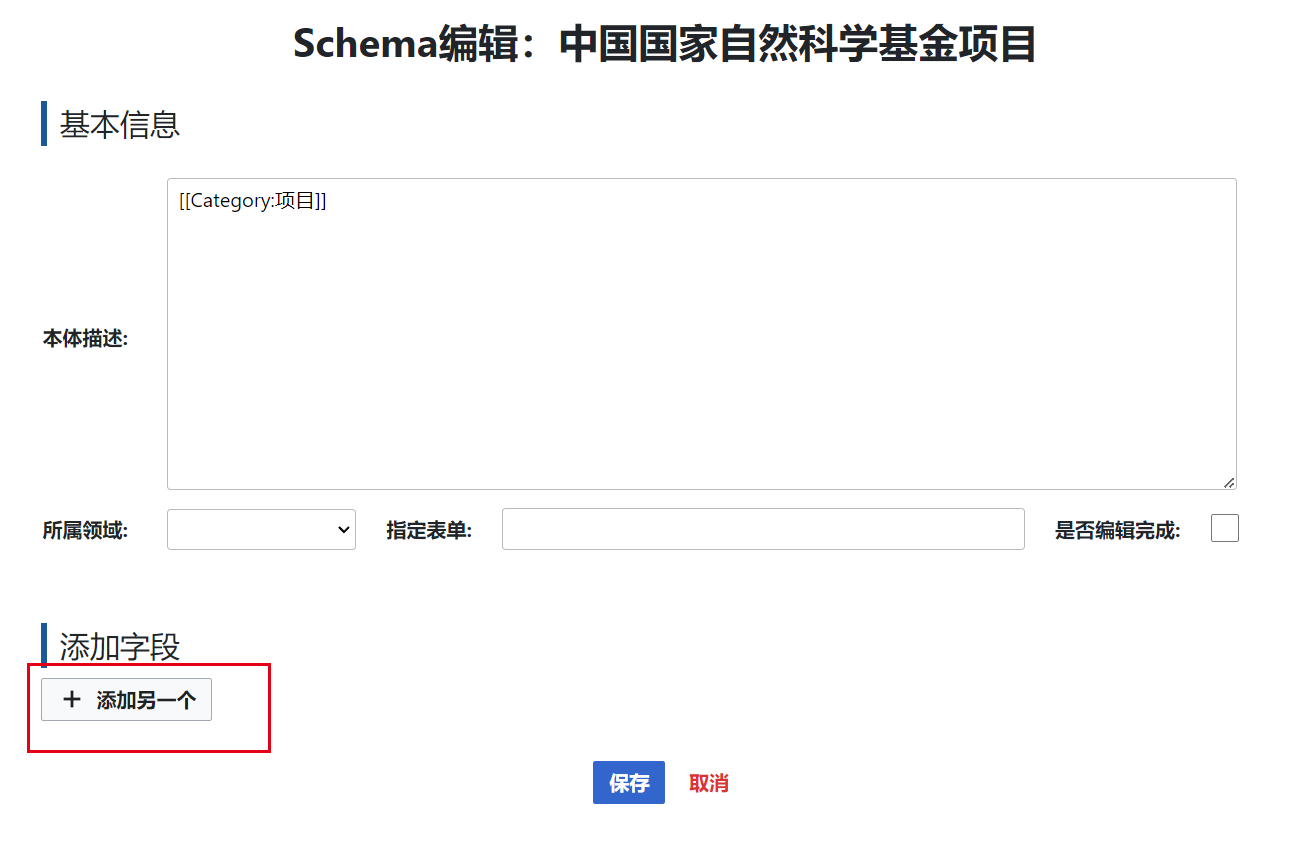 Schema编辑：中国国家自然科学基金项目
基本信息
[[Category:项目]]
本体描述:
所属领域:
指定表单:
是否编辑完成:
添加字段
+ 添加另一个
保存 取消